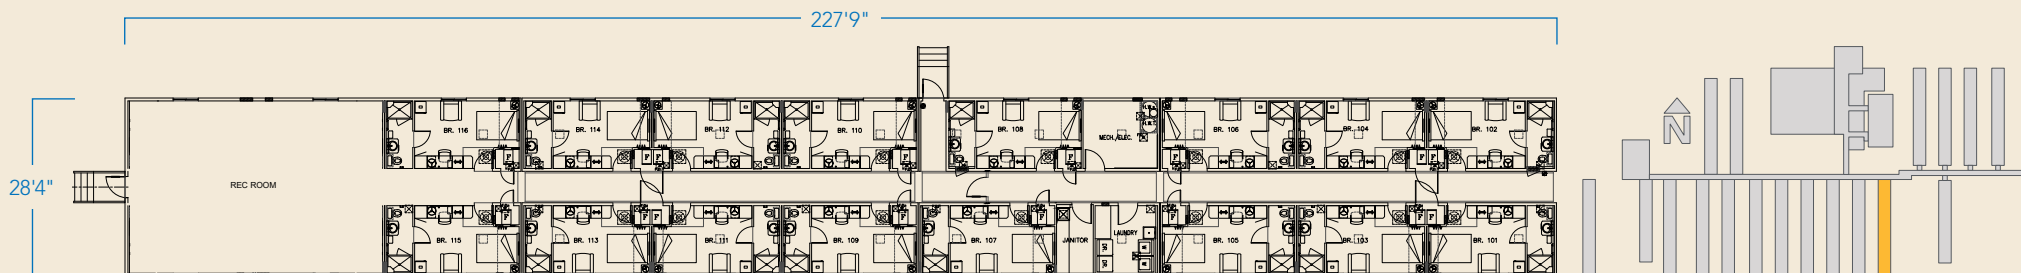 227'9"
28'4"
REC ROOM
BR. 116
BR. 114
BR. 112
BR. 110
BR. 108
MECH./ELEC.
BR. 106
BR. 104
BR. 102
BR. 115
BR. 113
BR. 111
BR. 109
BR. 107
JANITOR
LAUNDRY
BR. 105
BR. 103
BR. 101
F
F
F
F
F
F
F
F
DR.
DR.
W
W
N